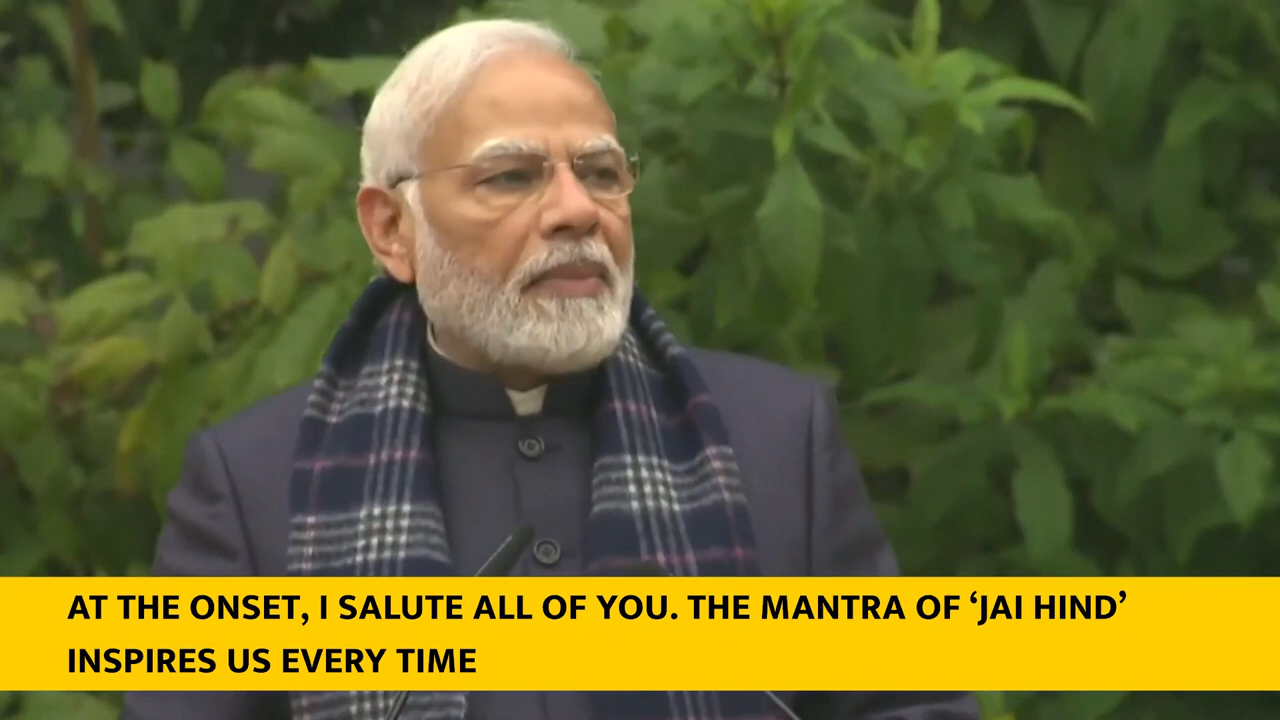 AT THE ONSET, I SALUTE ALL OF YOU. THE MANTRA OF ‘JAI HIND’
INSPIRES US EVERY TIME